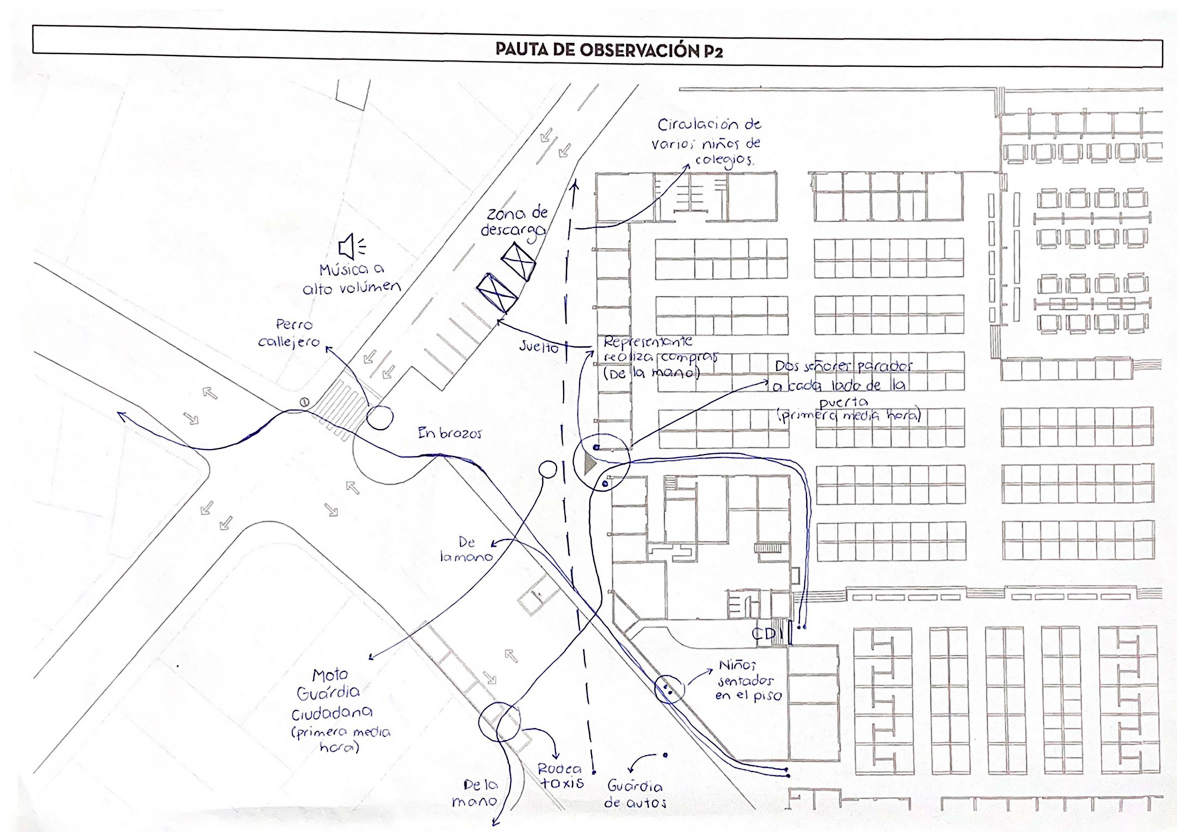 PAUTA DE OBSERVACIÓN P2
Circulación de
varios niños de
colegios.
Zona de
descarga
Música a
alto volúmen
Perro
callejero
Suelto
Representante
realiza compras
(De la mano)
Dos señores parados
a cada lado de la
puerta
(primera media hora)
En brazos
De
la mano
CDI
Niños
sentados
en el piso
Moto
Guardia
Ciudadana
(primera media
hora)
Rodea
taxis
De la
mano
Guardia
de autos